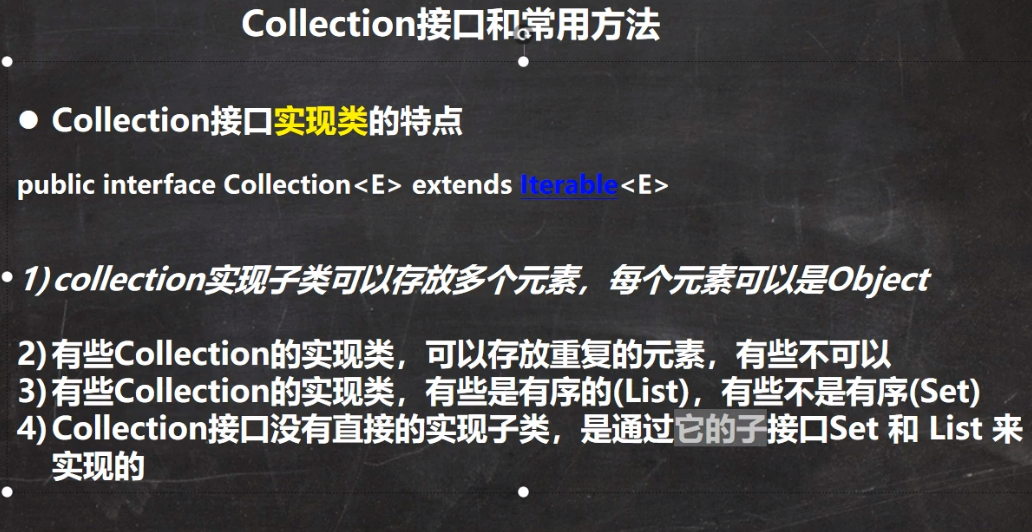 Collection接口和常用方法
● Collection接口实现类的特点
public interface Collection<E> extends Iterable<E>
• 1)collection实现子类可以存放多个元素，每个元素可以是Object
2)有些Collection的实现类，可以存放重复的元素，有些不可以
3)有些Collection的实现类，有些是有序的(List)，有些不是有序(Set)
4)Collection接口没有直接的实现子类，是通过它的子接口Set 和 List 来
实现的